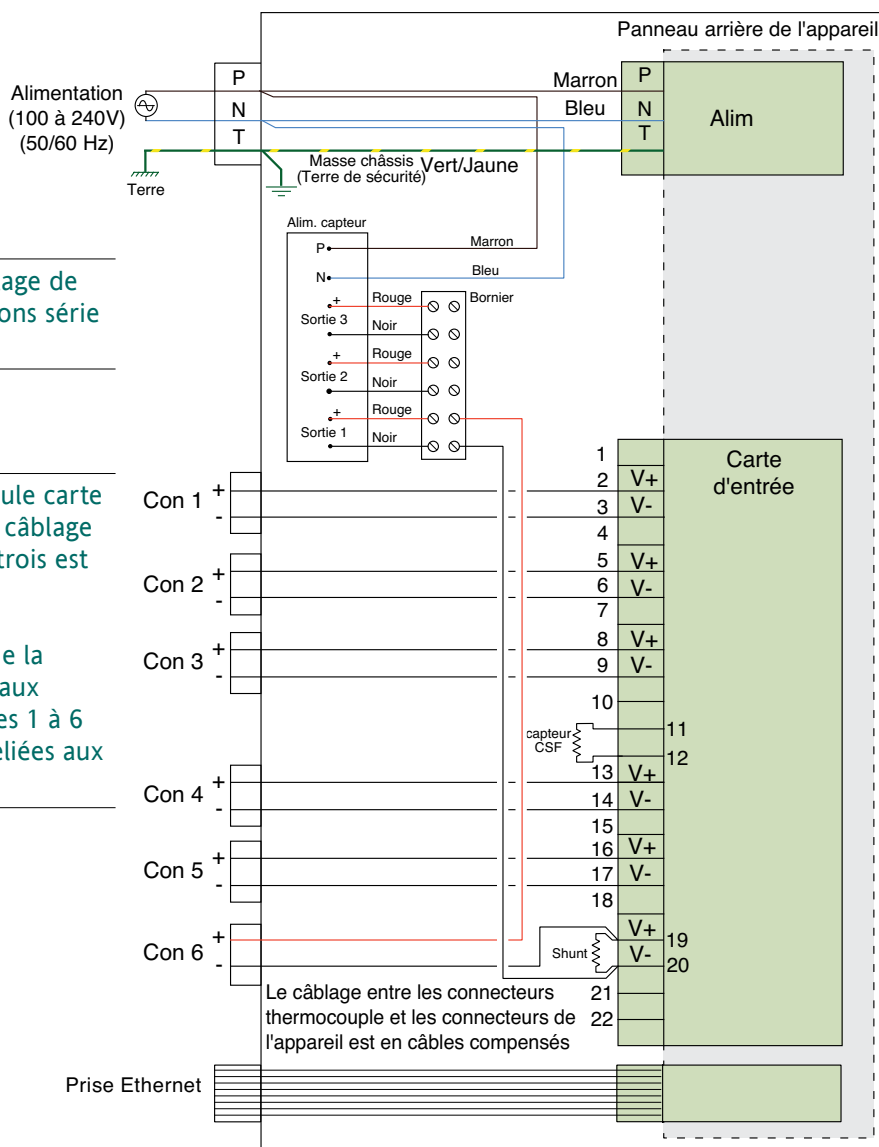 Panneau arrière de l'appareil
Alimentation
(100 à 240V)
(50/60 Hz)
P
N
T
Marron
Bleu
P
N
T
Alim
Terre
Masse châssis
(Terre de sécurité)
Vert/Jaune
Alim. capteur
P
Marron
N
Bleu
+
Rouge
Bornier
Sortie 3
Noir
+
Rouge
Sortie 2
Noir
+
Rouge
Sortie 1
Noir
age de
ons série
ule carte
câblage
trois est
e la
aux
es 1 à 6
eliées aux
Carte
d'entrée
1
Con 1
+
-
2
V+
3
V-
4
Con 2
+
-
5
V+
6
V-
7
Con 3
+
-
8
V+
9
V-
10
capteur
CSF
11
12
Con 4
+
-
13
V+
14
V-
15
Con 5
+
-
16
V+
17
V-
18
Con 6
+
-
Shunt
V+
19
V-
20
21
22
Le câblage entre les connecteurs
thermocouple et les connecteurs de
l'appareil est en câbles compensés
Prise Ethernet